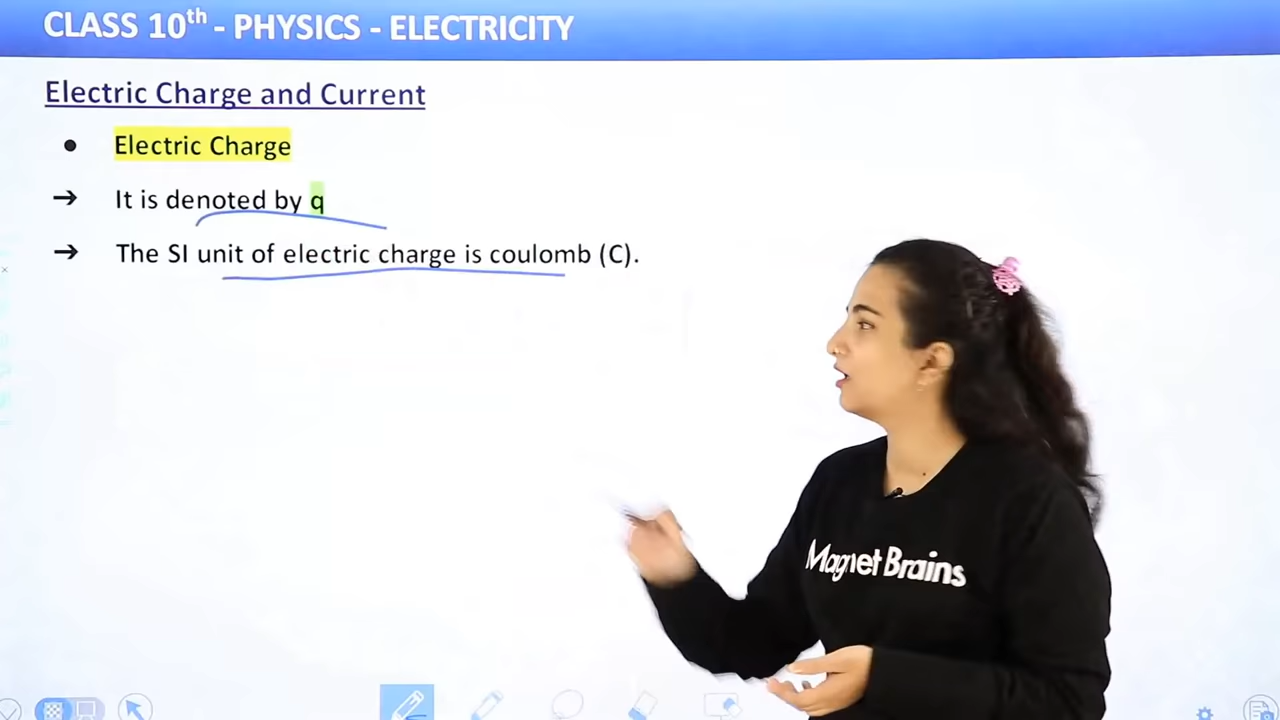 CLASS 10th - PHYSICS - ELECTRICITY
Electric Charge and Current
● Electric Charge
→ It is denoted by q
→ The SI unit of electric charge is coulomb (C).
Magnet Brains